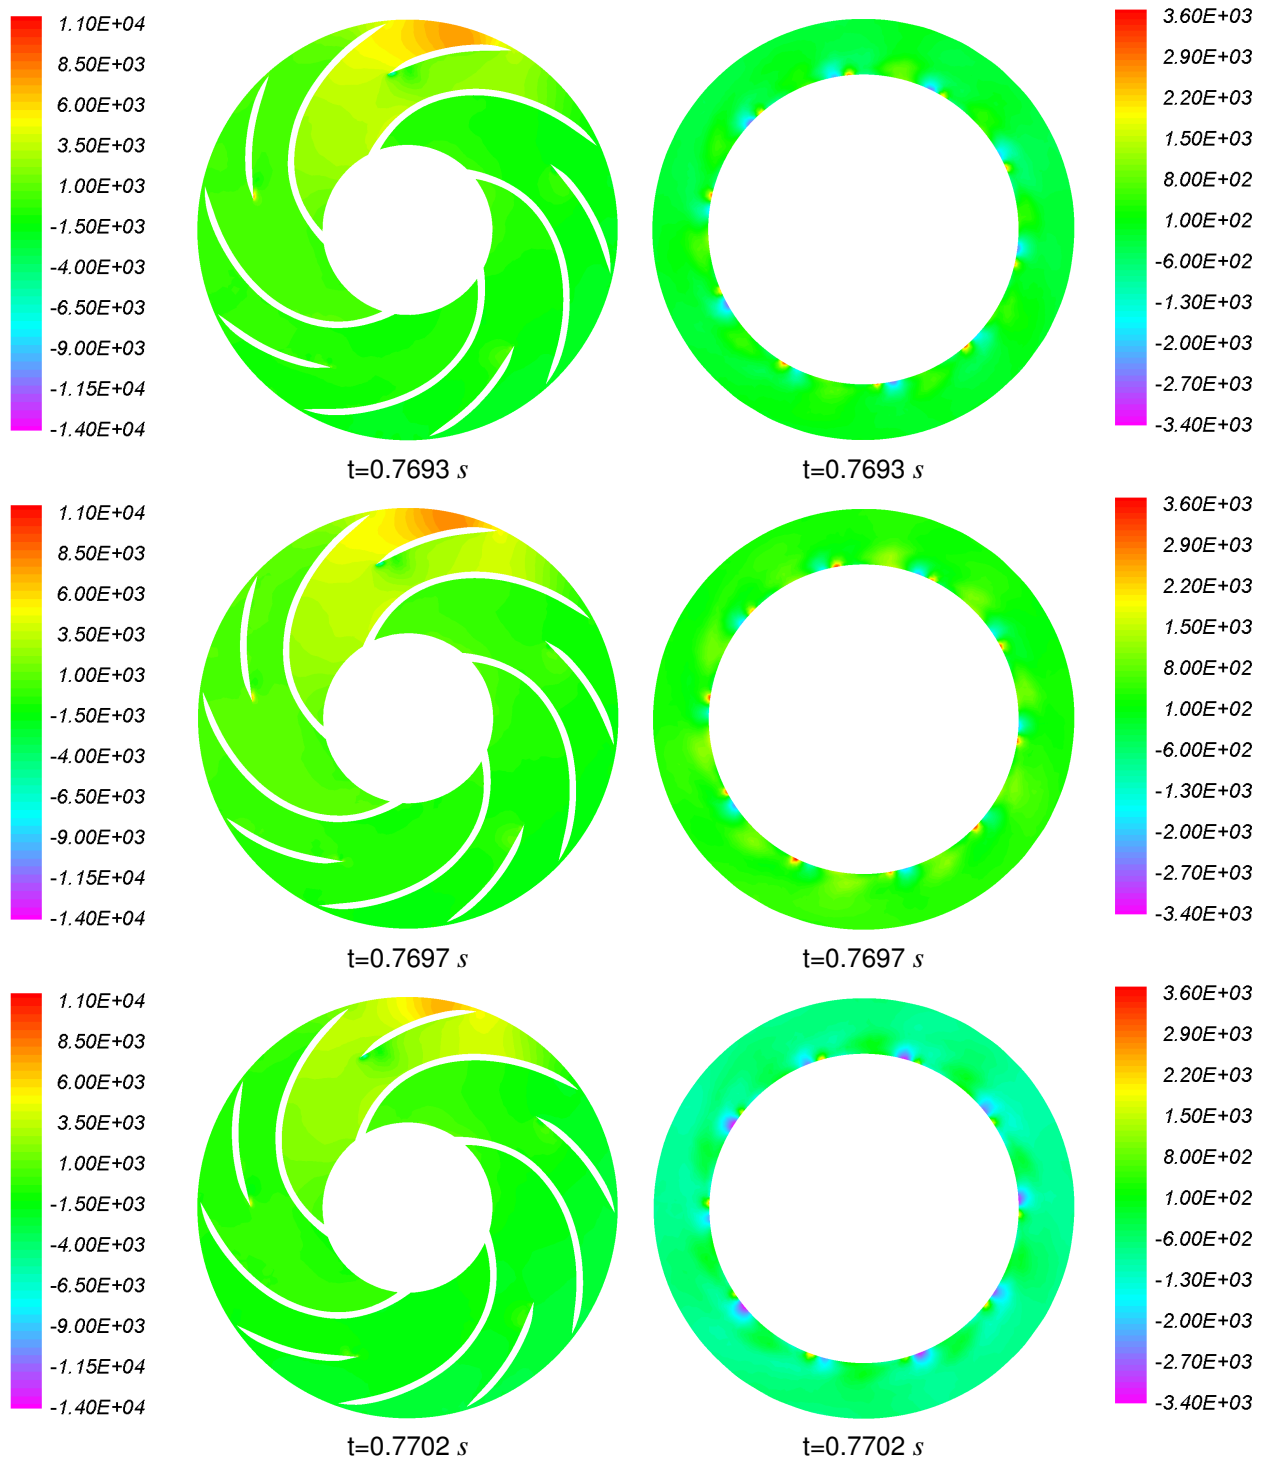 1.10E+04
8.50E+03
6.00E+03
3.50E+03
1.00E+03
-1.50E+03
-4.00E+03
-6.50E+03
-9.00E+03
-1.15E+04
-1.40E+04
3.60E+03
2.90E+03
2.20E+03
1.50E+03
8.00E+02
1.00E+02
-6.00E+02
-1.30E+03
-2.00E+03
-2.70E+03
-3.40E+03
t=0.7693 s
t=0.7693 s
1.10E+04
8.50E+03
6.00E+03
3.50E+03
1.00E+03
-1.50E+03
-4.00E+03
-6.50E+03
-9.00E+03
-1.15E+04
-1.40E+04
3.60E+03
2.90E+03
2.20E+03
1.50E+03
8.00E+02
1.00E+02
-6.00E+02
-1.30E+03
-2.00E+03
-2.70E+03
-3.40E+03
t=0.7697 s
t=0.7697 s
1.10E+04
8.50E+03
6.00E+03
3.50E+03
1.00E+03
-1.50E+03
-4.00E+03
-6.50E+03
-9.00E+03
-1.15E+04
-1.40E+04
3.60E+03
2.90E+03
2.20E+03
1.50E+03
8.00E+02
1.00E+02
-6.00E+02
-1.30E+03
-2.00E+03
-2.70E+03
-3.40E+03
t=0.7702 s
t=0.7702 s